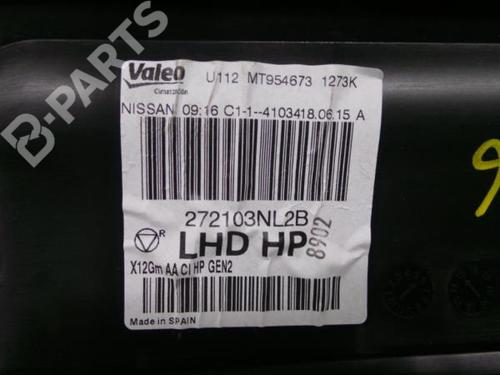 B-PARTS
Valeo U112 MT954673 1273K
NISSAN 09:16 C1-1--4103418.06.15 A
272103NL2B
R LHD HP 8902
X12Gm AA CI HP GEN2
Made in SPAIN
B-PARTS